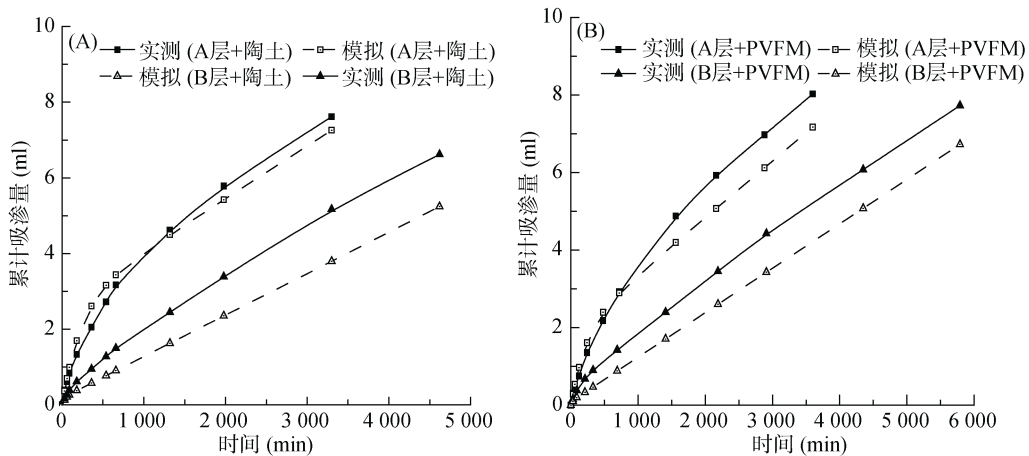 (A)
实测 (A层+陶土) 模拟 (A层+陶土)
模拟 (B层+陶土) 实测 (B层+陶土)
累计吸渗量 (ml)
10
8
6
4
2
0
0 1 000 2 000 3 000 4 000 5 000
时间 (min)
(B)
实测 (A层+PVFM) 模拟 (A层+PVFM)
实测 (B层+PVFM) 模拟 (B层+PVFM)
累计吸渗量 (ml)
10
8
6
4
2
0
0 1 000 2 000 3 000 4 000 5 000 6 000
时间 (min)